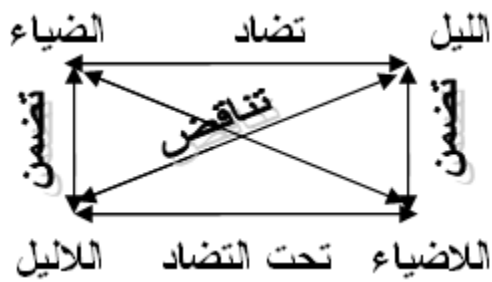 الليل تضاد الضياء
تضمن تناقض تضمن
اللاضياء تحت التضاد اللاليل